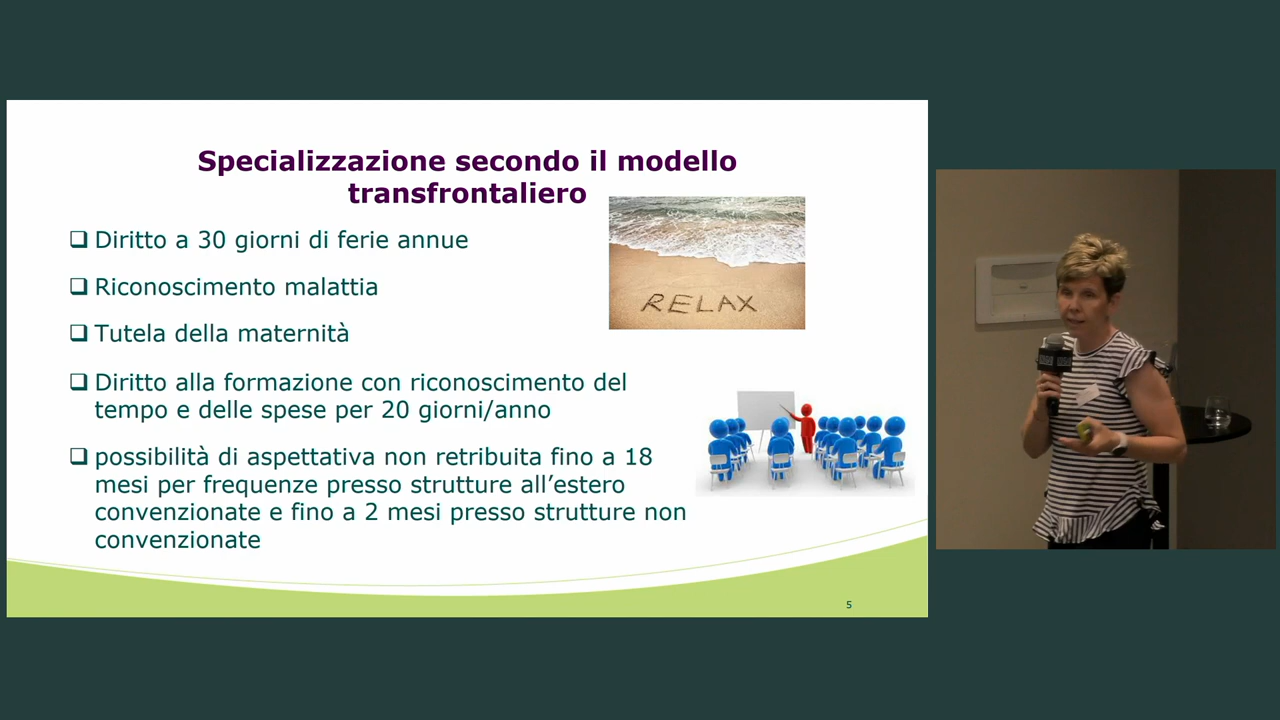 Specializzazione secondo il modello
transfrontaliero
Diritto a 30 giorni di ferie annue
Riconoscimento malattia
Tutela della maternità
Diritto alla formazione con riconoscimento del
tempo e delle spese per 20 giorni/anno
possibilità di aspettativa non retribuita fino a 18
mesi per frequenze presso strutture all’estero
convenzionate e fino a 2 mesi presso strutture non
convenzionate
RELAX
5